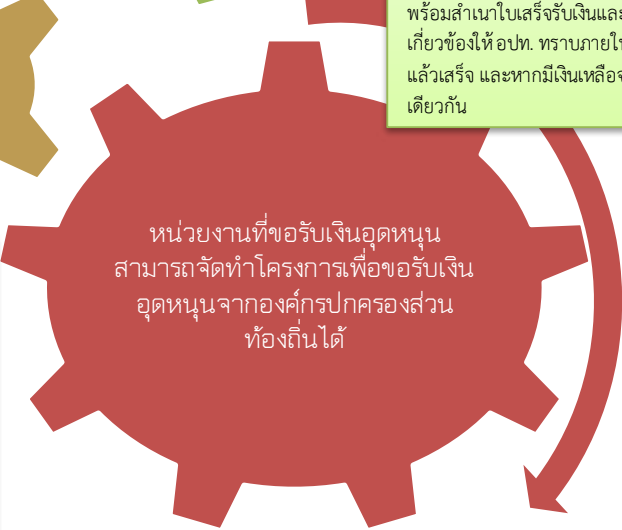 พร้อมสำเนาใบเสร็จรับเงินและ
เกี่ยวข้องให้ อปท. ทราบภายใน
แล้วเสร็จ และหากมีเงินเหลือจ
เดียวกัน
หน่วยงานที่ขอรับเงินอุดหนุน
สามารถจัดทำโครงการเพื่อขอรับเงิน
อุดหนุนจากองค์กรปกครองส่วน
ท้องถิ่นได้